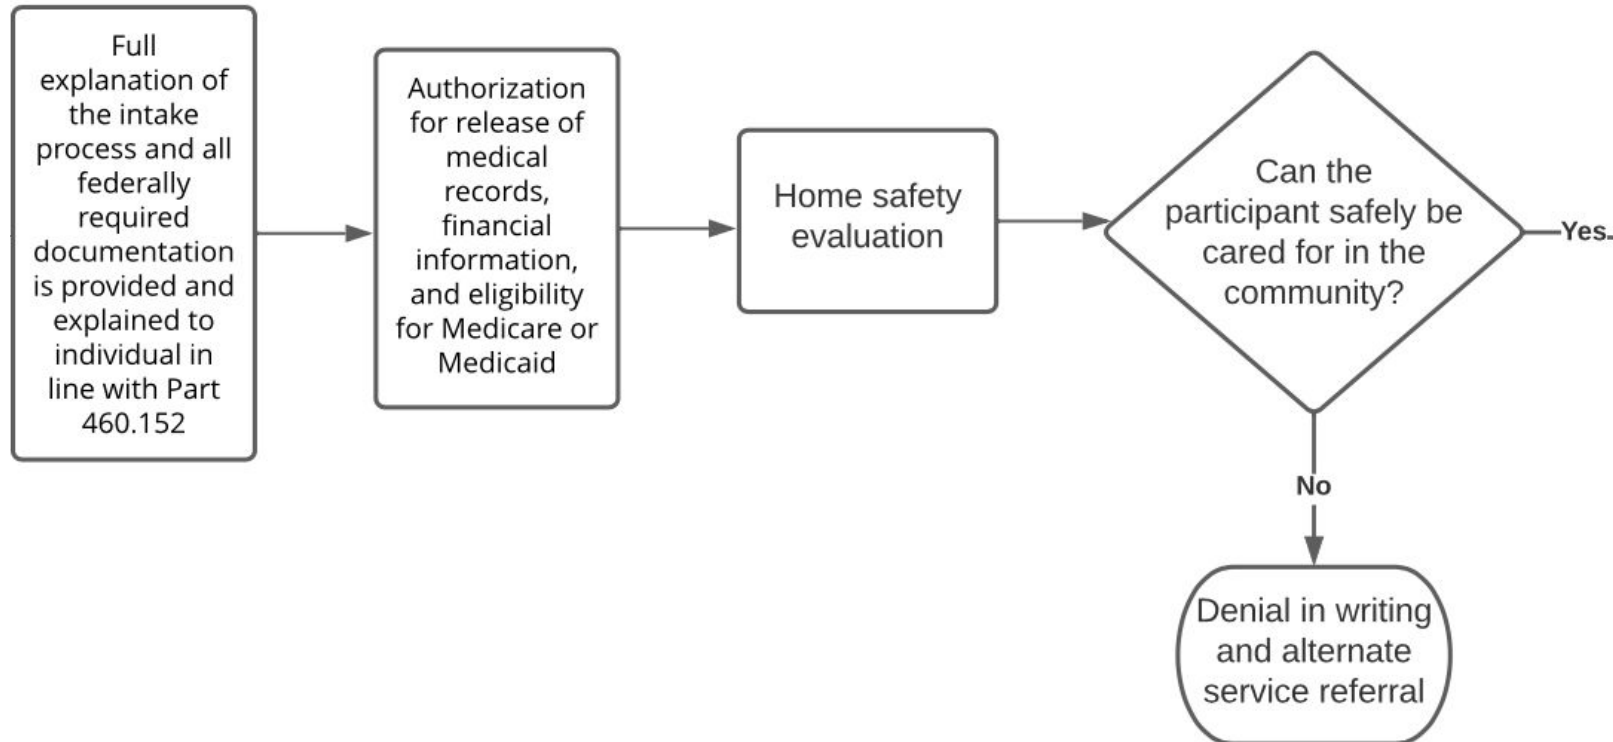 Full
explanation of
the intake
process and all
federally
required
documentation
is provided and
explained to
individual in
line with Part
460.152
Authorization
for release of
medical
records,
financial
information,
and eligibility
for Medicare or
Medicaid
Home safety
evaluation
Can the
participant safely be
cared for in the
community?
Yes.
No
Denial in writing
and alternate
service referral